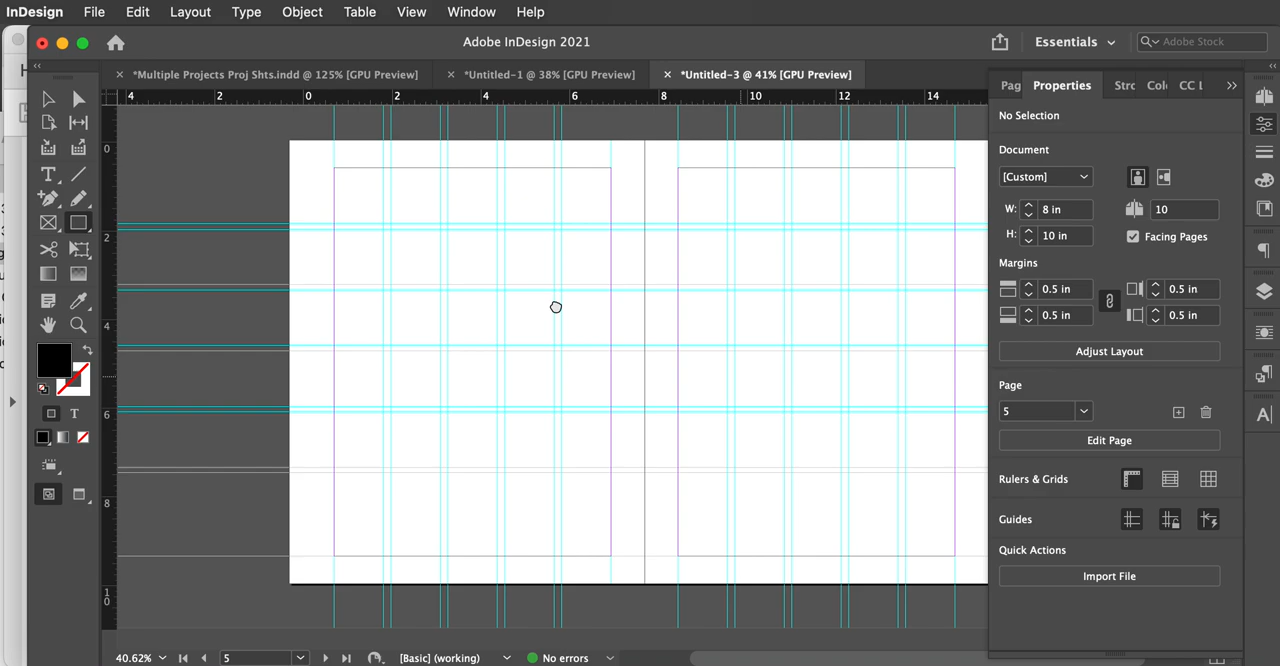 InDesign File Edit Layout Type Object Table View Window Help
Adobe InDesign 2021
Essentials
Adobe Stock
*Multiple Projects Proj Shts.indd @ 125% [GPU Preview]
*Untitled-1 @ 38% [GPU Preview]
*Untitled-3 @ 41% [GPU Preview]
4 2 0 2 4 6 8 10 12 14
0
2
4
6
8
1
0
Pag Properties Strc Colo CC L
No Selection
Document
[Custom]
W: 8 in
10
H: 10 in
Facing Pages
Margins
0.5 in 0.5 in
0.5 in 0.5 in
Adjust Layout
Page
5
Edit Page
Rulers & Grids
Guides
Quick Actions
Import File
40.62% 5 [Basic] (working) No errors